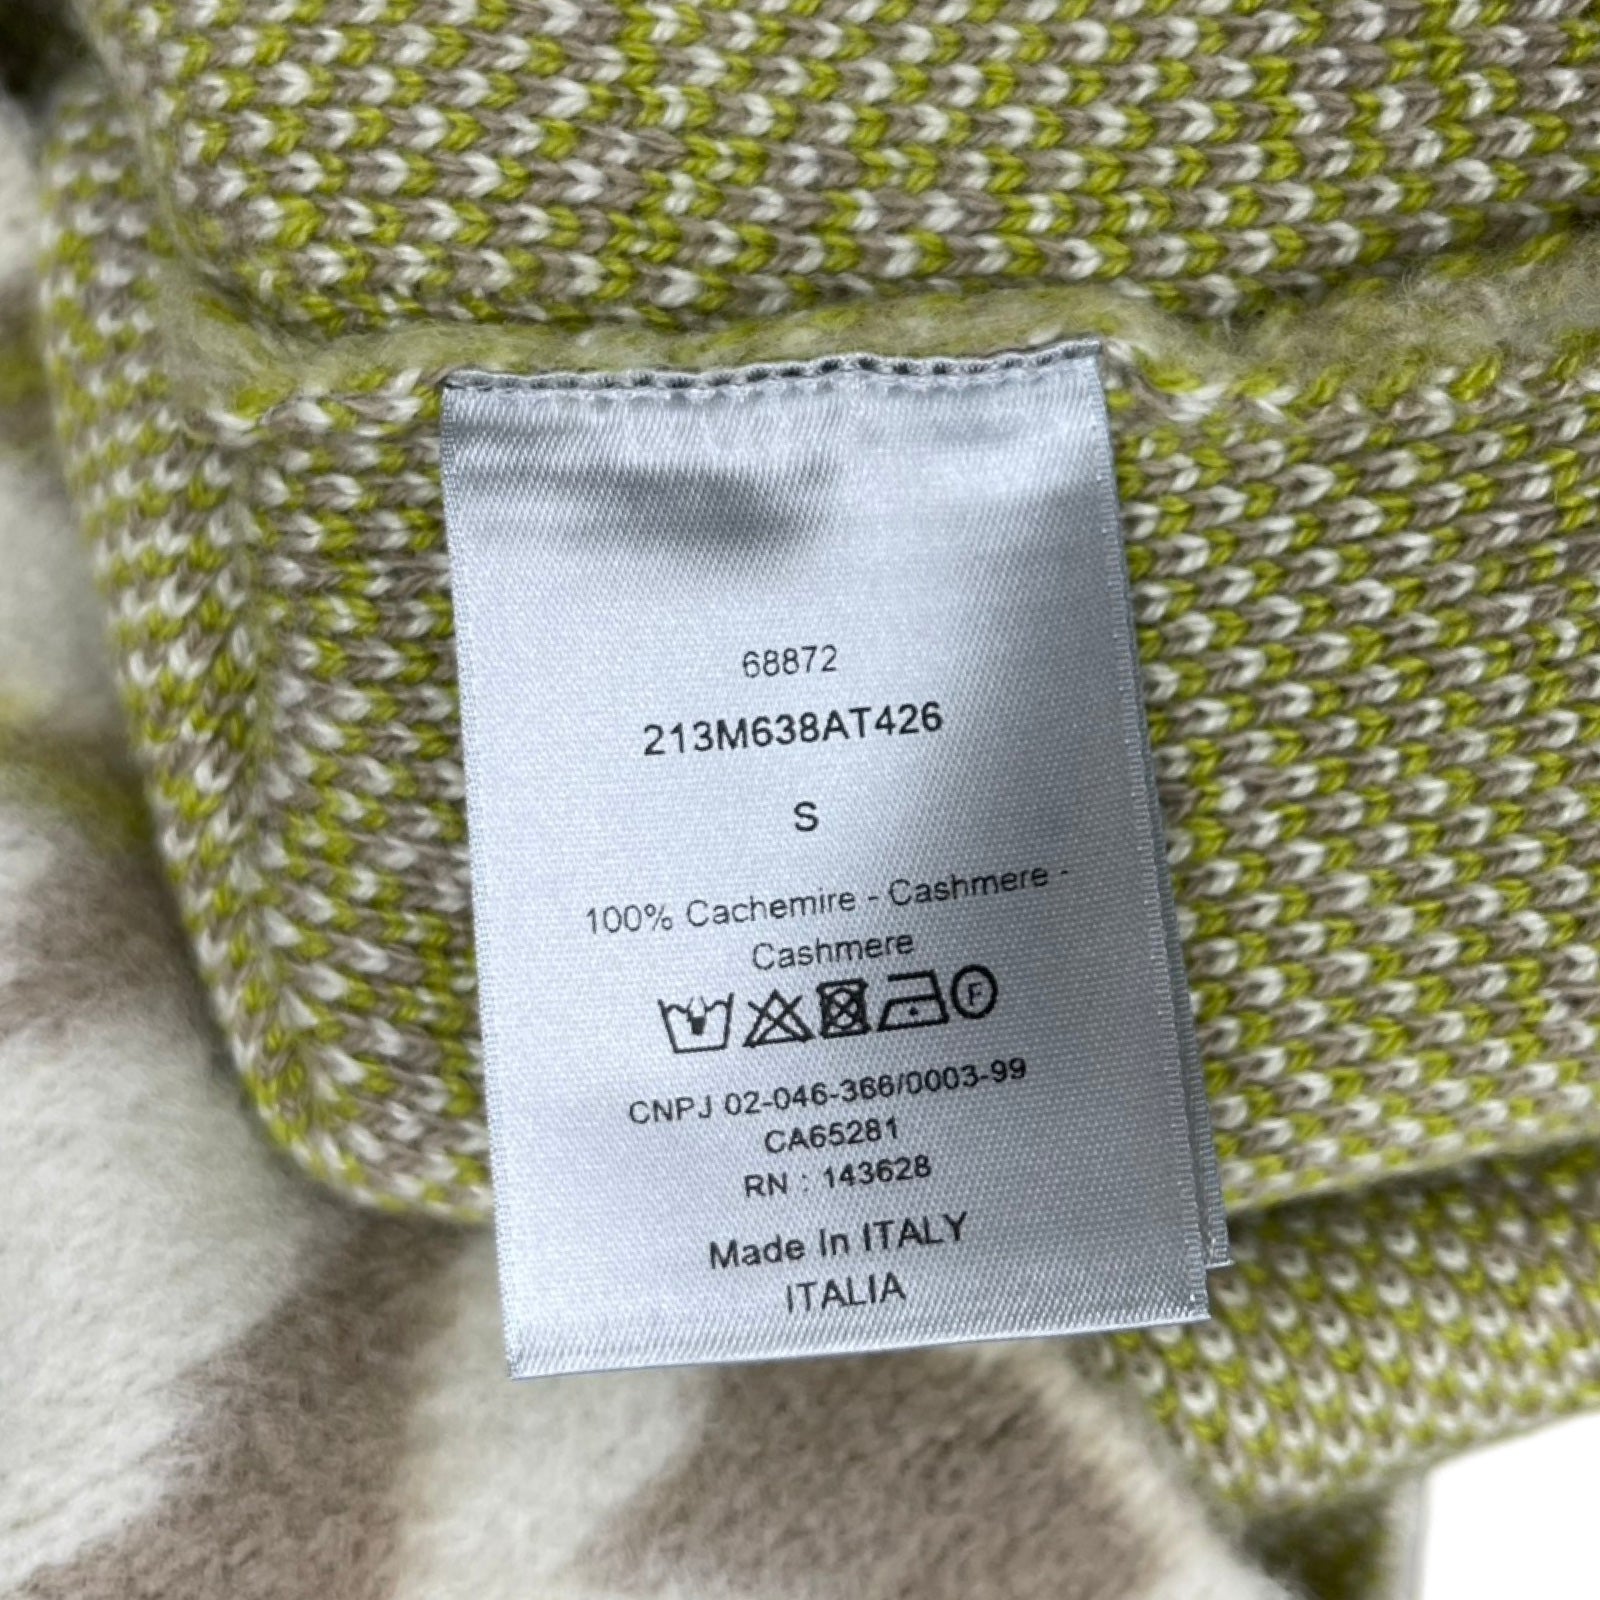 68872
213M638AT426
S
100% Cachemire - Cashmere -
Cashmere
F
CNPJ 02-046-366/0003-99
CA65281
RN : 143628
Made In ITALY
ITALIA